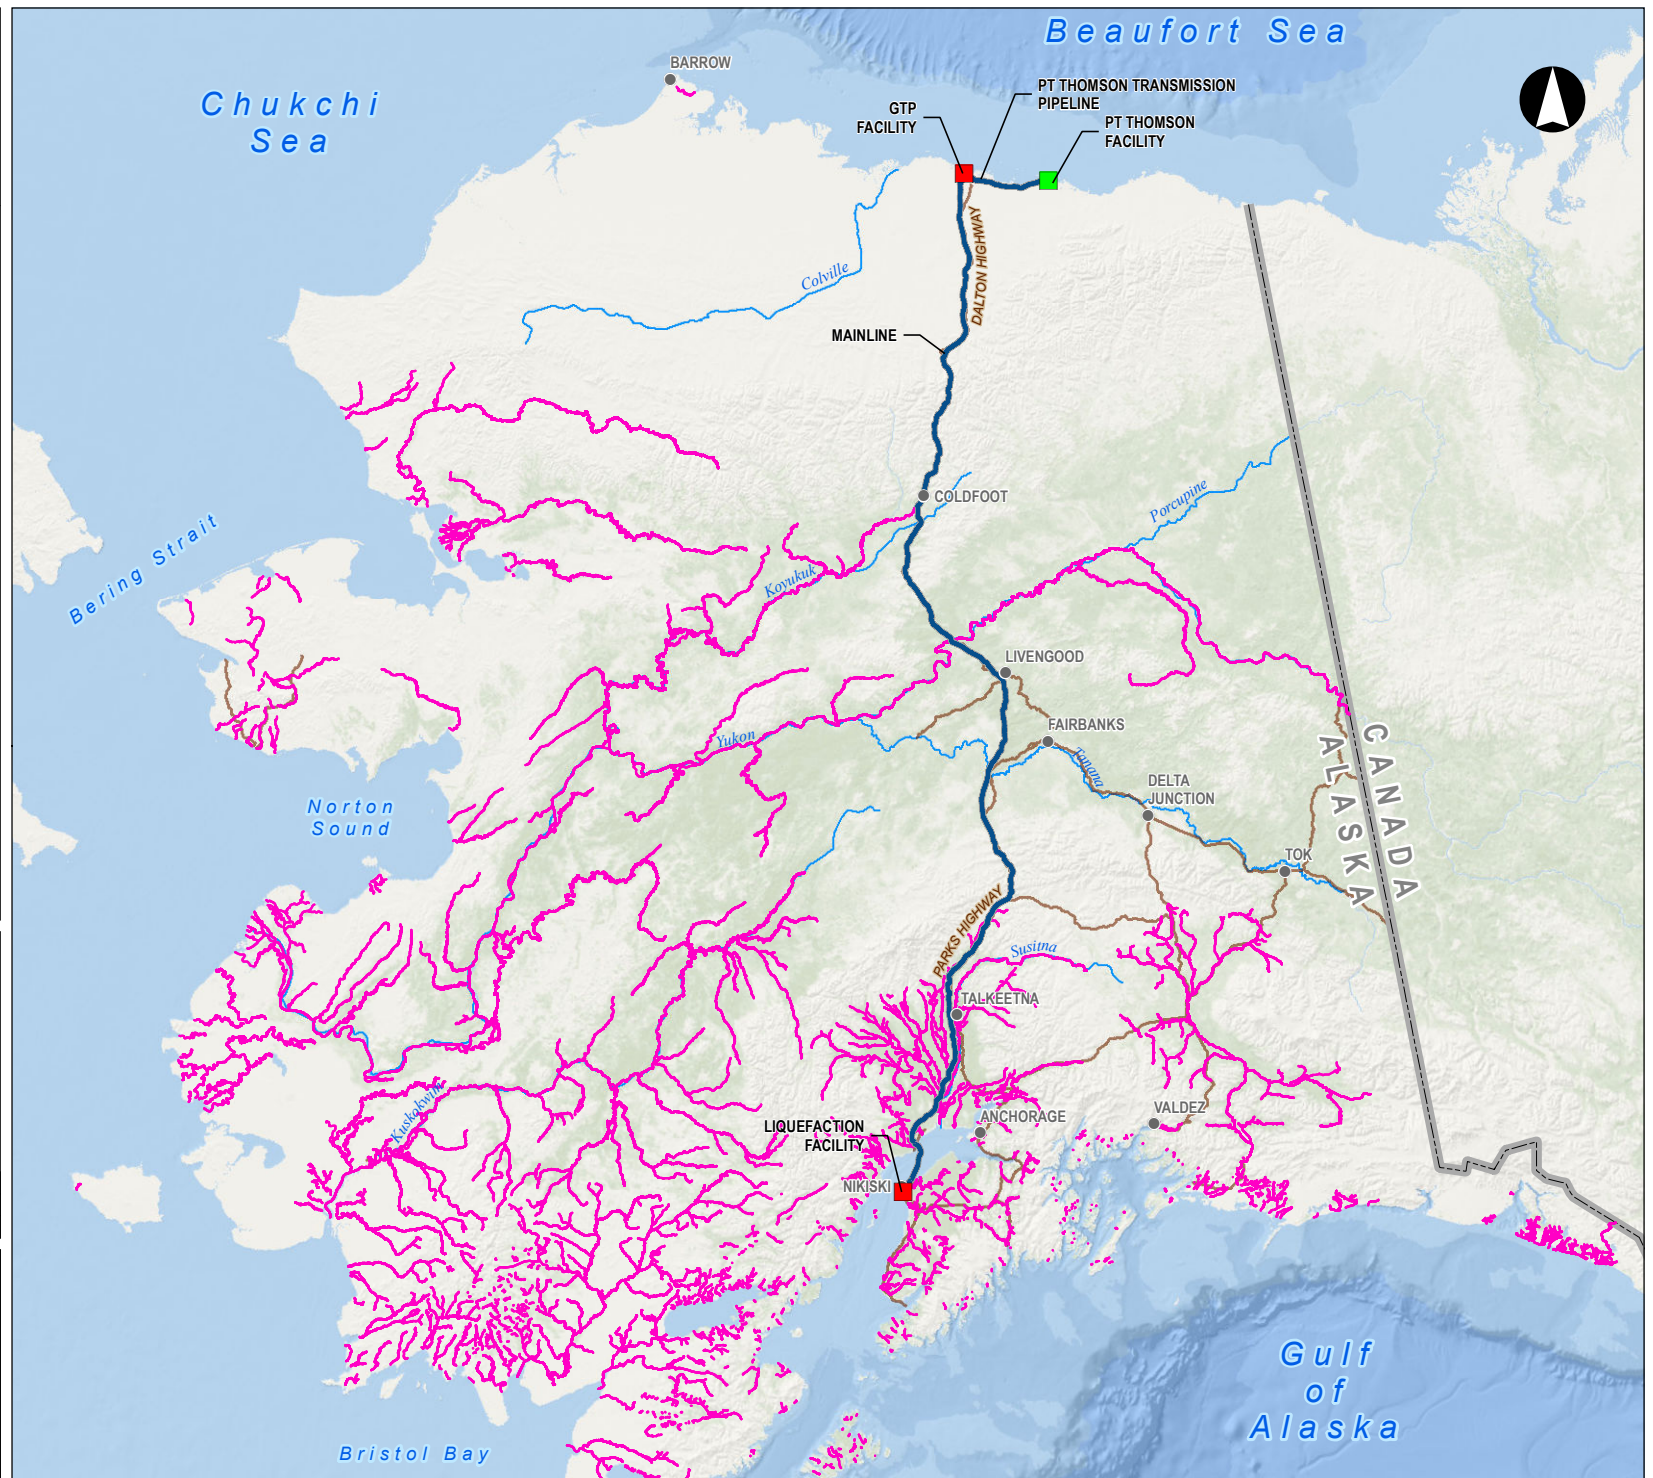 Beaufort Sea
BARROW
Chukchi
Sea
PT THOMSON TRANSMISSION
PIPELINE
GTP
FACILITY
PT THOMSON
FACILITY
DALTON HIGHWAY
Colville
MAINLINE
COLDFOOT
Porcupine
Bering Strait
Koyukuk
LIVENGOOD
FAIRBANKS
Yukon
Tanana
CANADA
ALASKA
DELTA
JUNCTION
Norton
Sound
TOK
PARKS HIGHWAY
Susitna
TALKEETNA
Kuskokwim
ANCHORAGE
VALDEZ
LIQUEFACTION
FACILITY
NIKISKI
Gulf
of
Alaska
Bristol Bay